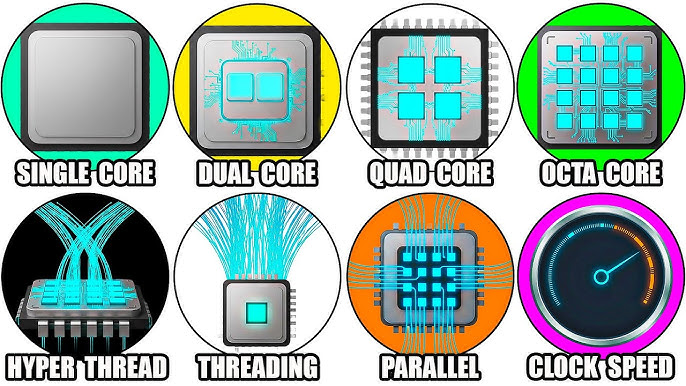 SINGLE CORE
DUAL CORE
QUAD CORE
OCTA CORE
HYPER THREAD
THREADING
PARALLEL
CLOCK SPEED